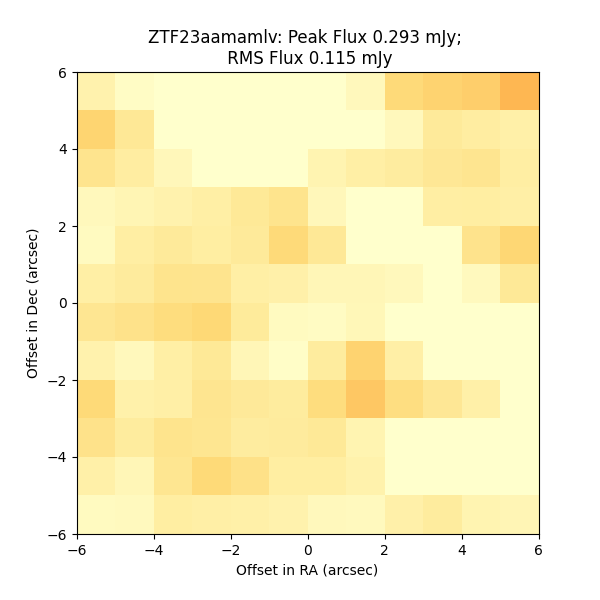 ZTF23aamamlv: Peak Flux 0.293 mJy;
RMS Flux 0.115 mJy
6
4
2
0
−2
−4
−6
Offset in Dec (arcsec)
−6 −4 −2 0 2 4 6
Offset in RA (arcsec)